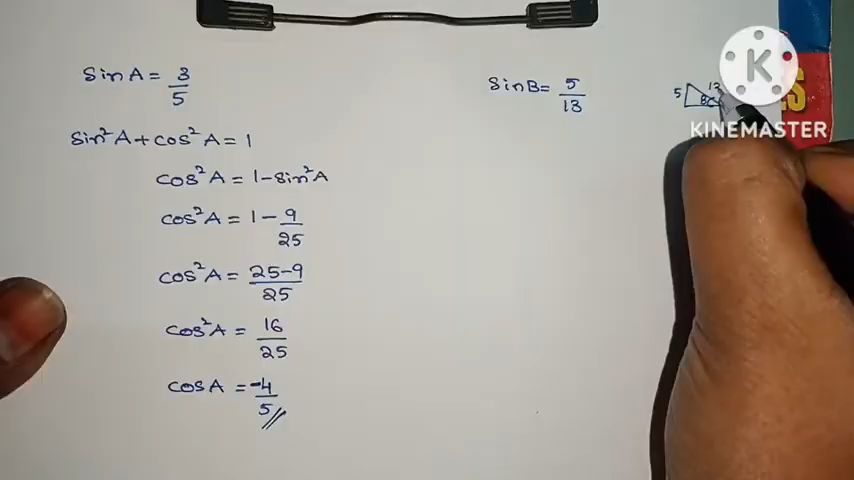 sin A = 3/5
sin²A + cos²A = 1
cos²A = 1 - sin²A
cos²A = 1 - 9/25
cos²A = 25-9/25
cos²A = 16/25
cos A = -4/5 //
sin B = 5/13
5
KINEMASTER